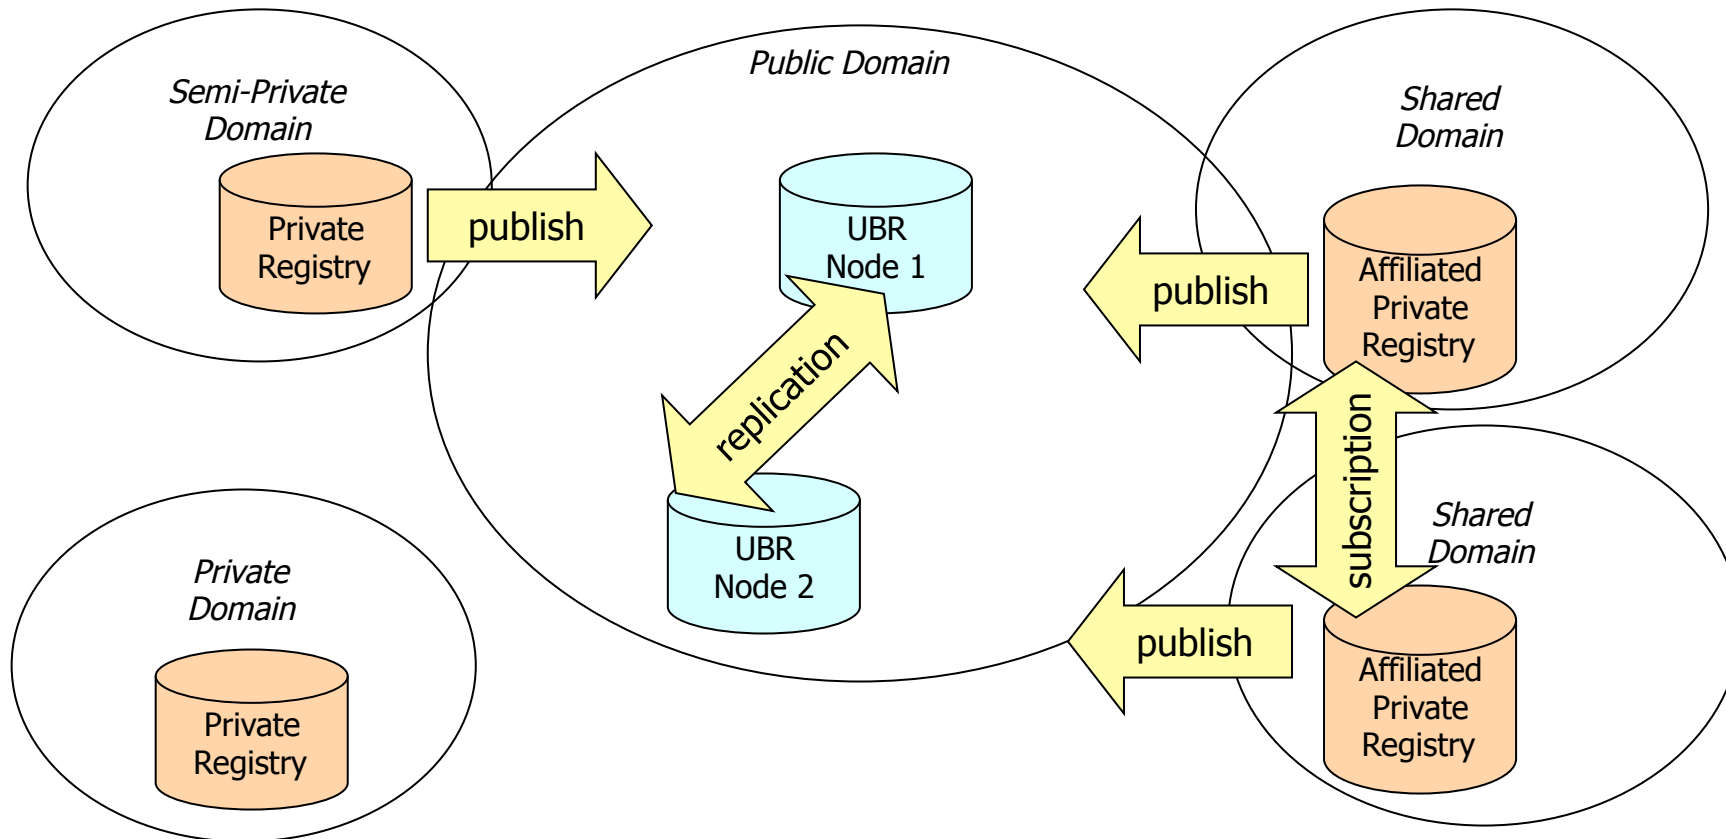 Semi-Private
Domain
Private
Registry
publish
Public Domain
UBR
Node 1
replication
UBR
Node 2
Shared
Domain
Affiliated
Private
Registry
publish
subscription
Shared
Domain
Affiliated
Private
Registry
publish
Private
Domain
Private
Registry